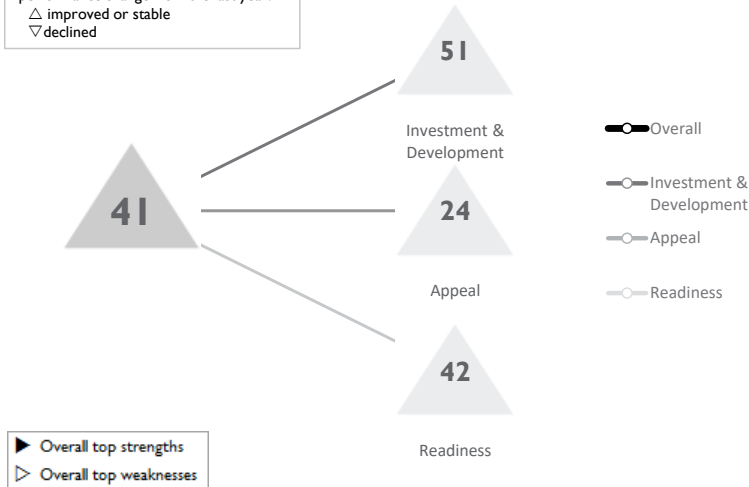 △ improved or stable
▽ declined
51
Investment &
Development
41
24
Appeal
42
Readiness
Overall
Investment &
Development
Appeal
Readiness
▶ Overall top strengths
▷ Overall top weaknesses